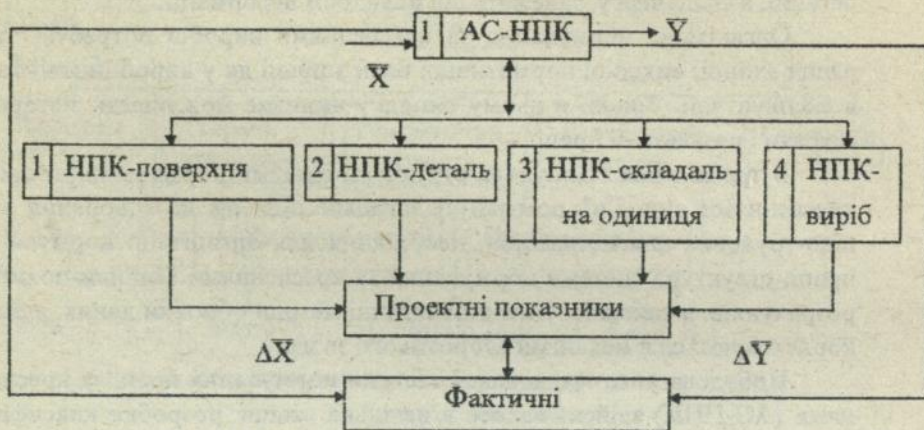 1 АС-НПК
Y̅
X̅
1 НПК-поверхня
2 НПК-деталь
3 НПК-складаль
на одиниця
4 НПК-
виріб
Проектні показники
ΔX̅
ΔY̅
Фактичні